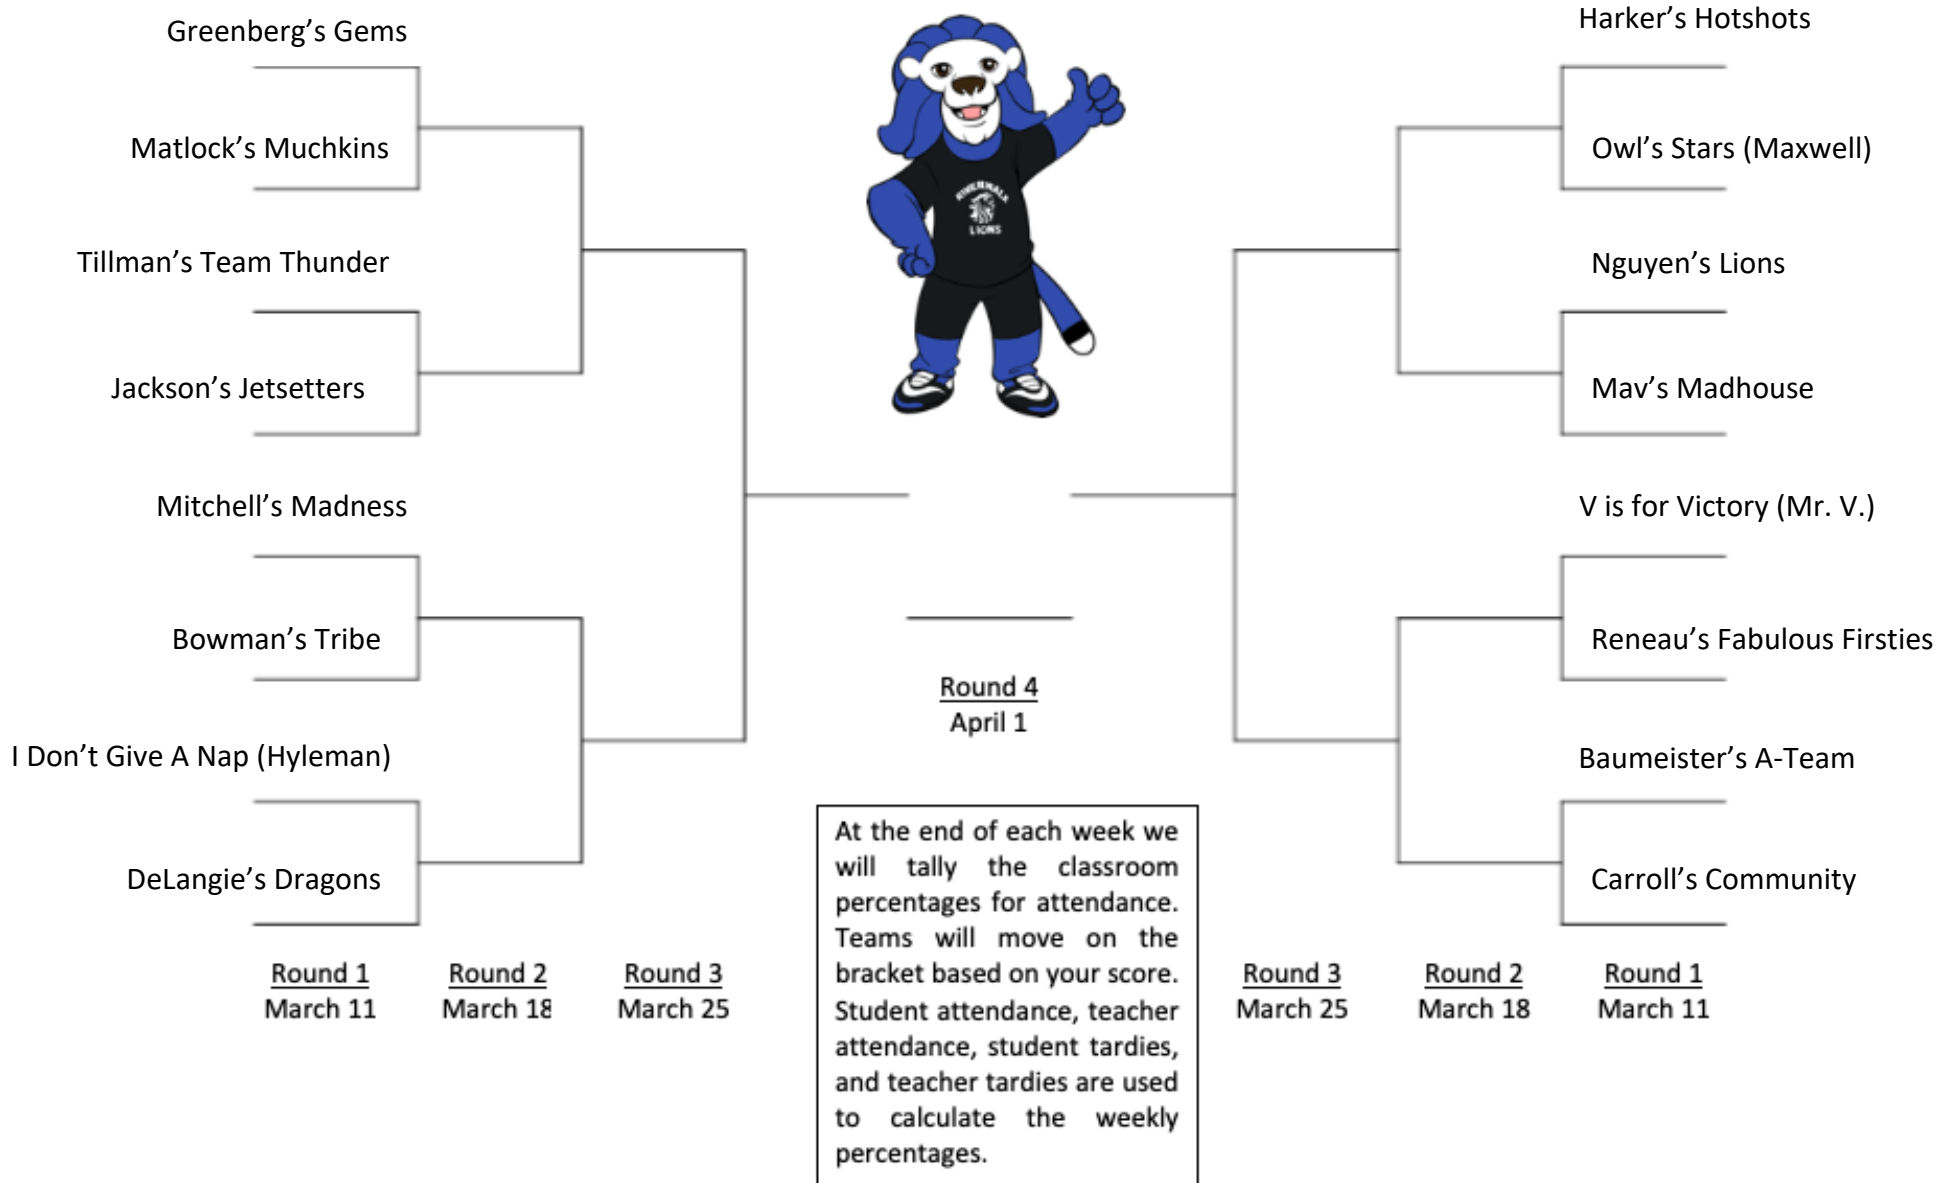 Greenberg’s Gems
Matlock’s Muchkins
Tillman’s Team Thunder
Jackson’s Jetsetters
Mitchell’s Madness
Bowman’s Tribe
I Don’t Give A Nap (Hyleman)
DeLangie’s Dragons
Round 1
March 11
Round 2
March 18
Round 3
March 25
RIVERWALK
LIONS
Round 4
April 1
At the end of each week we
will tally the classroom
percentages for attendance.
Teams will move on the
bracket based on your score.
Student attendance, teacher
attendance, student tardies,
and teacher tardies are used
to calculate the weekly
percentages.
Harker’s Hotshots
Owl’s Stars (Maxwell)
Nguyen’s Lions
Mav’s Madhouse
V is for Victory (Mr. V.)
Reneau’s Fabulous Firsties
Baumeister’s A-Team
Carroll’s Community
Round 3
March 25
Round 2
March 18
Round 1
March 11